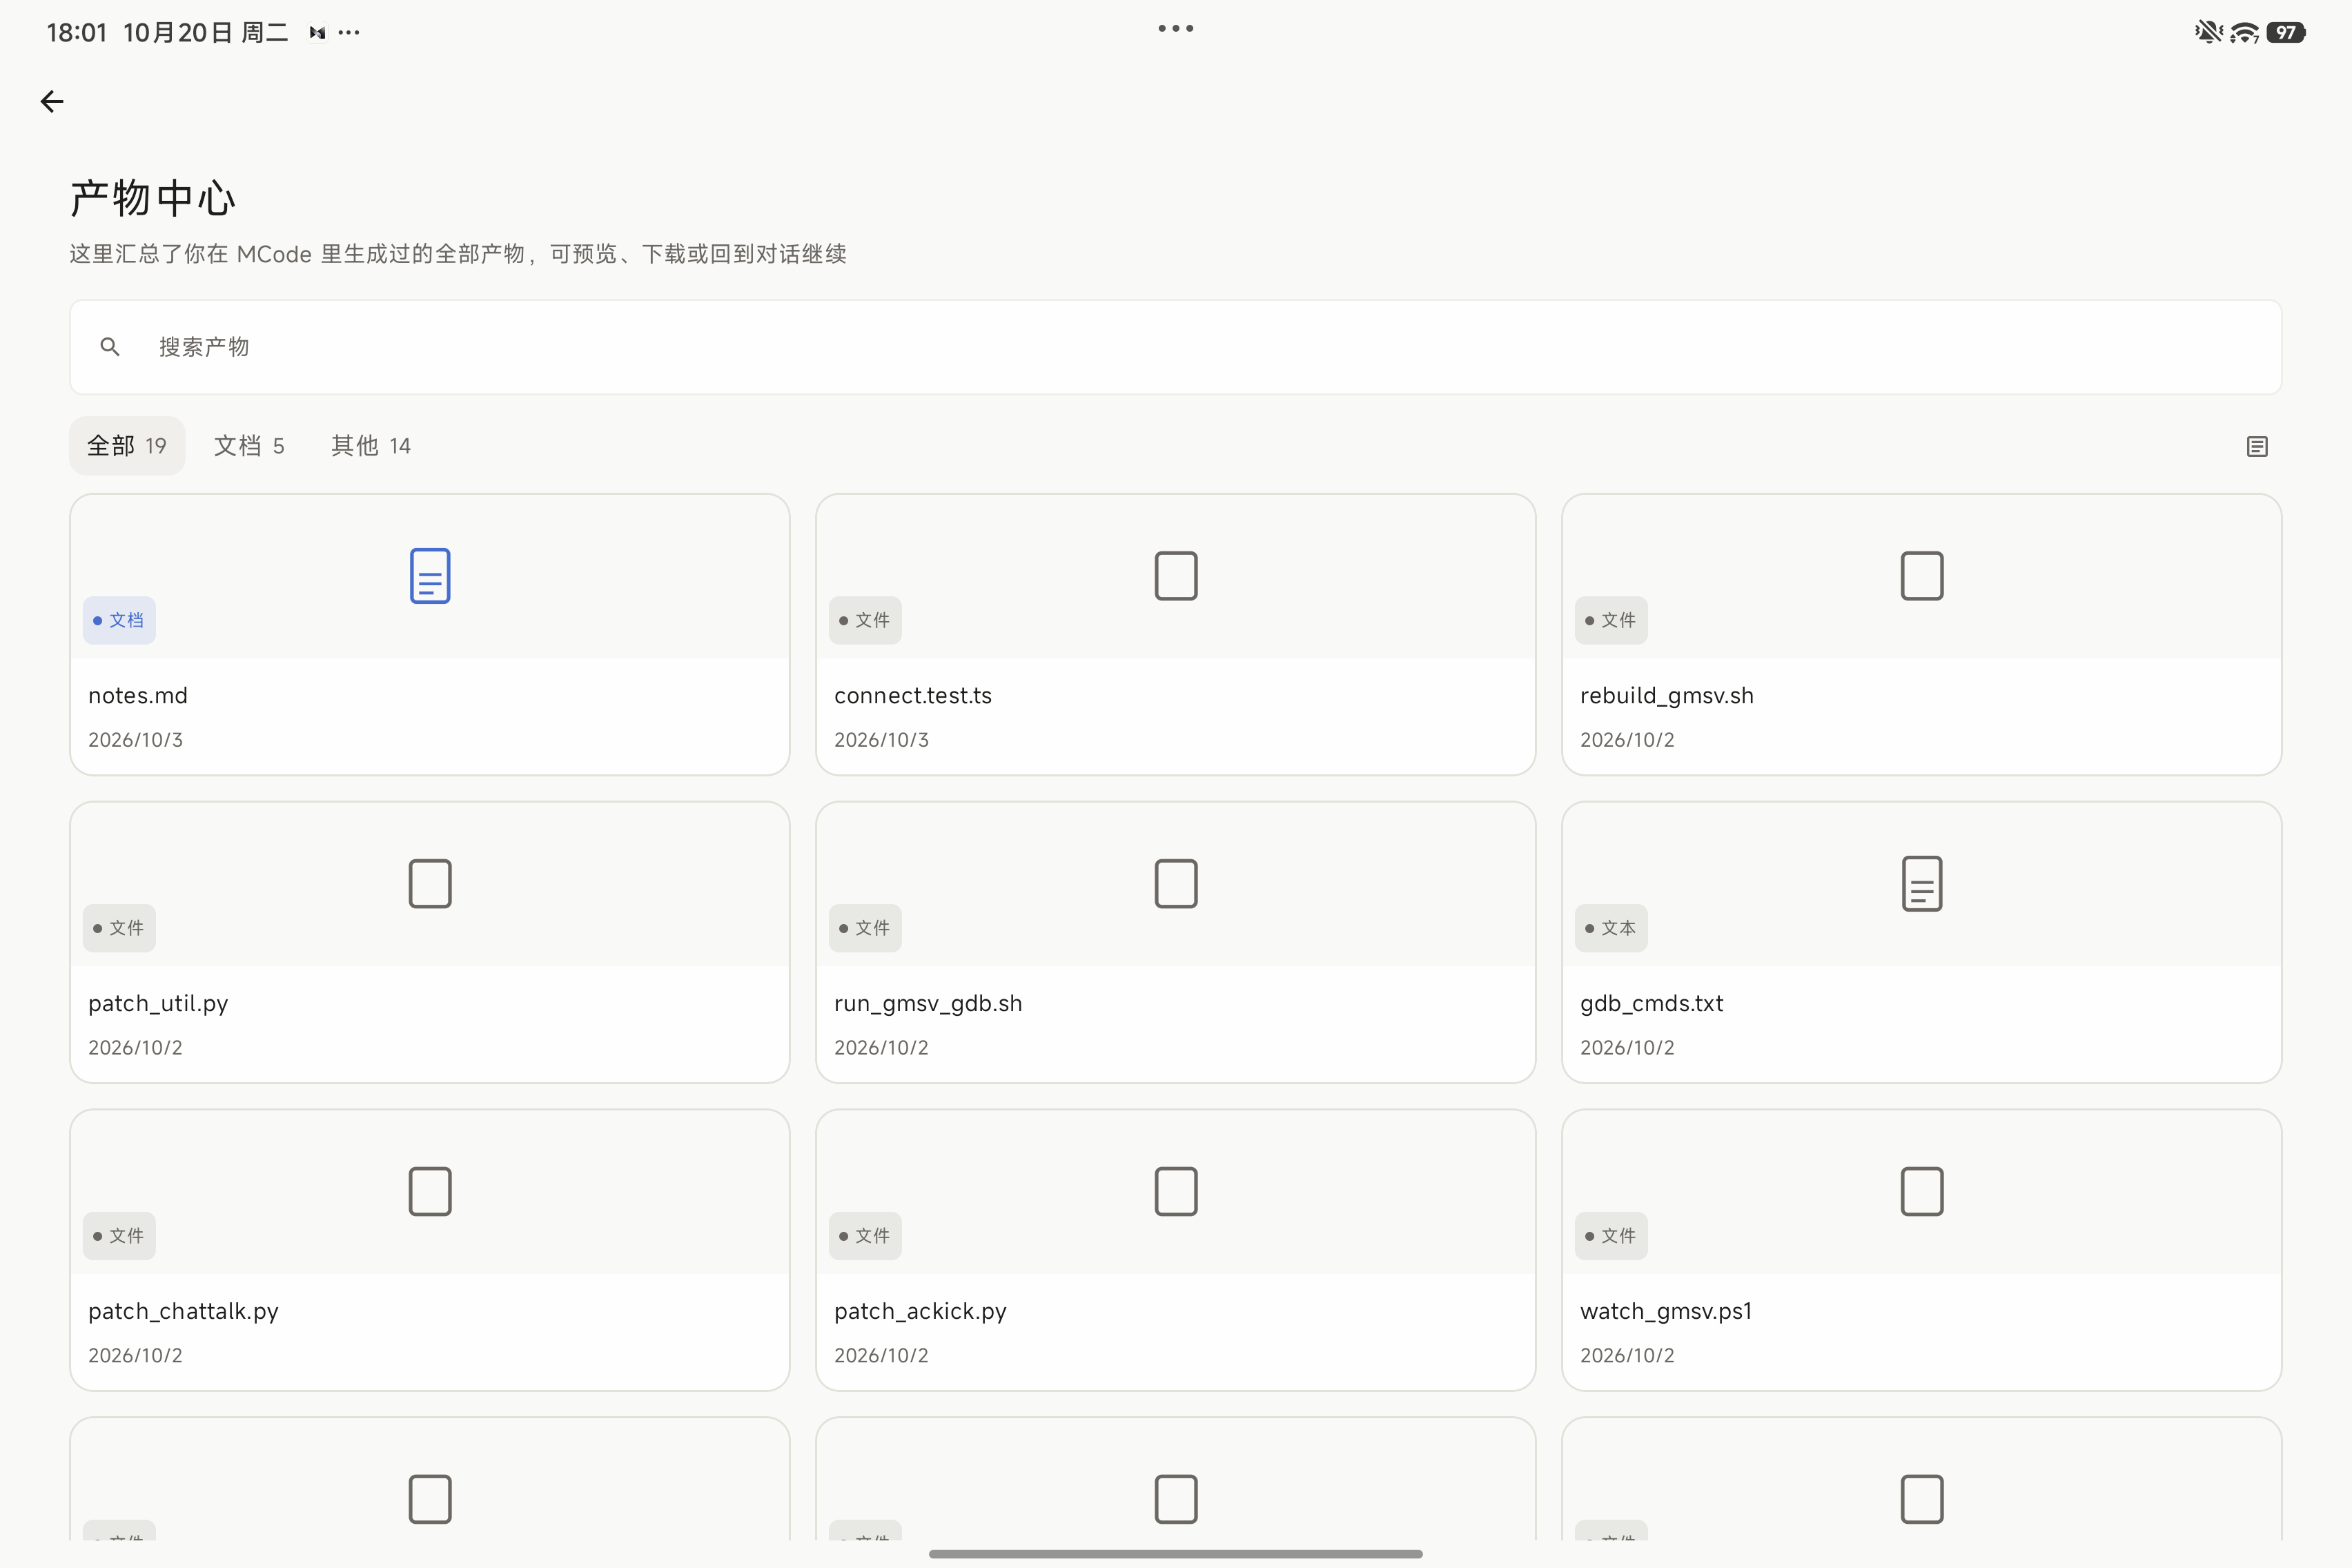 18:01 10月20日 周二
97
产物中心
这里汇总了你在 MCode 里生成过的全部产物，可预览、下载或回到对话继续
搜索产物
全部 19 文档 5 其他 14
文档 文件 文件
notes.md connect.test.ts rebuild_gmsv.sh
2026/10/3 2026/10/3 2026/10/2
文件 文件 文本
patch_util.py run_gmsv_gdb.sh gdb_cmds.txt
2026/10/2 2026/10/2 2026/10/2
文件 文件 文件
patch_chattalk.py patch_ackick.py watch_gmsv.ps1
2026/10/2 2026/10/2 2026/10/2